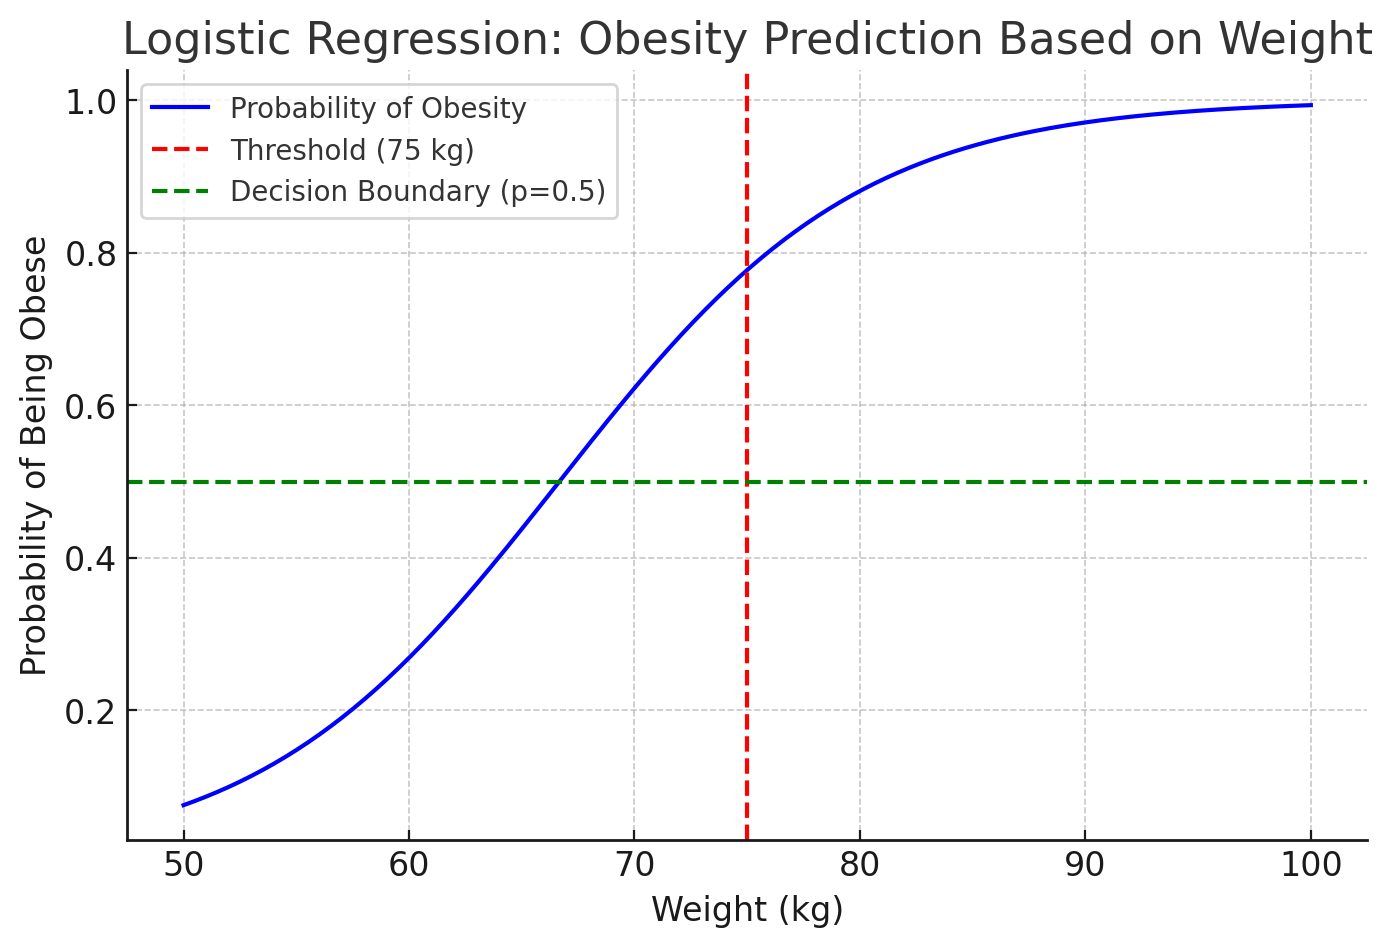 Logistic Regression: Obesity Prediction Based on Weight
Probability of Obesity
Threshold (75 kg)
Decision Boundary (p=0.5)
Probability of Being Obese
1.0
0.8
0.6
0.4
0.2
50 60 70 80 90 100
Weight (kg)